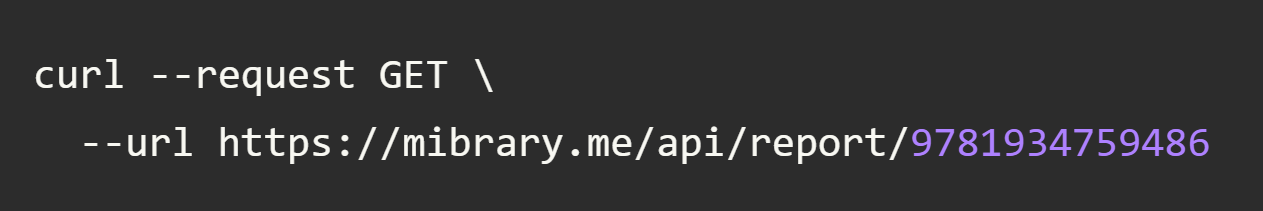 curl --request GET \
  --url https://mibrary.me/api/report/9781934759486